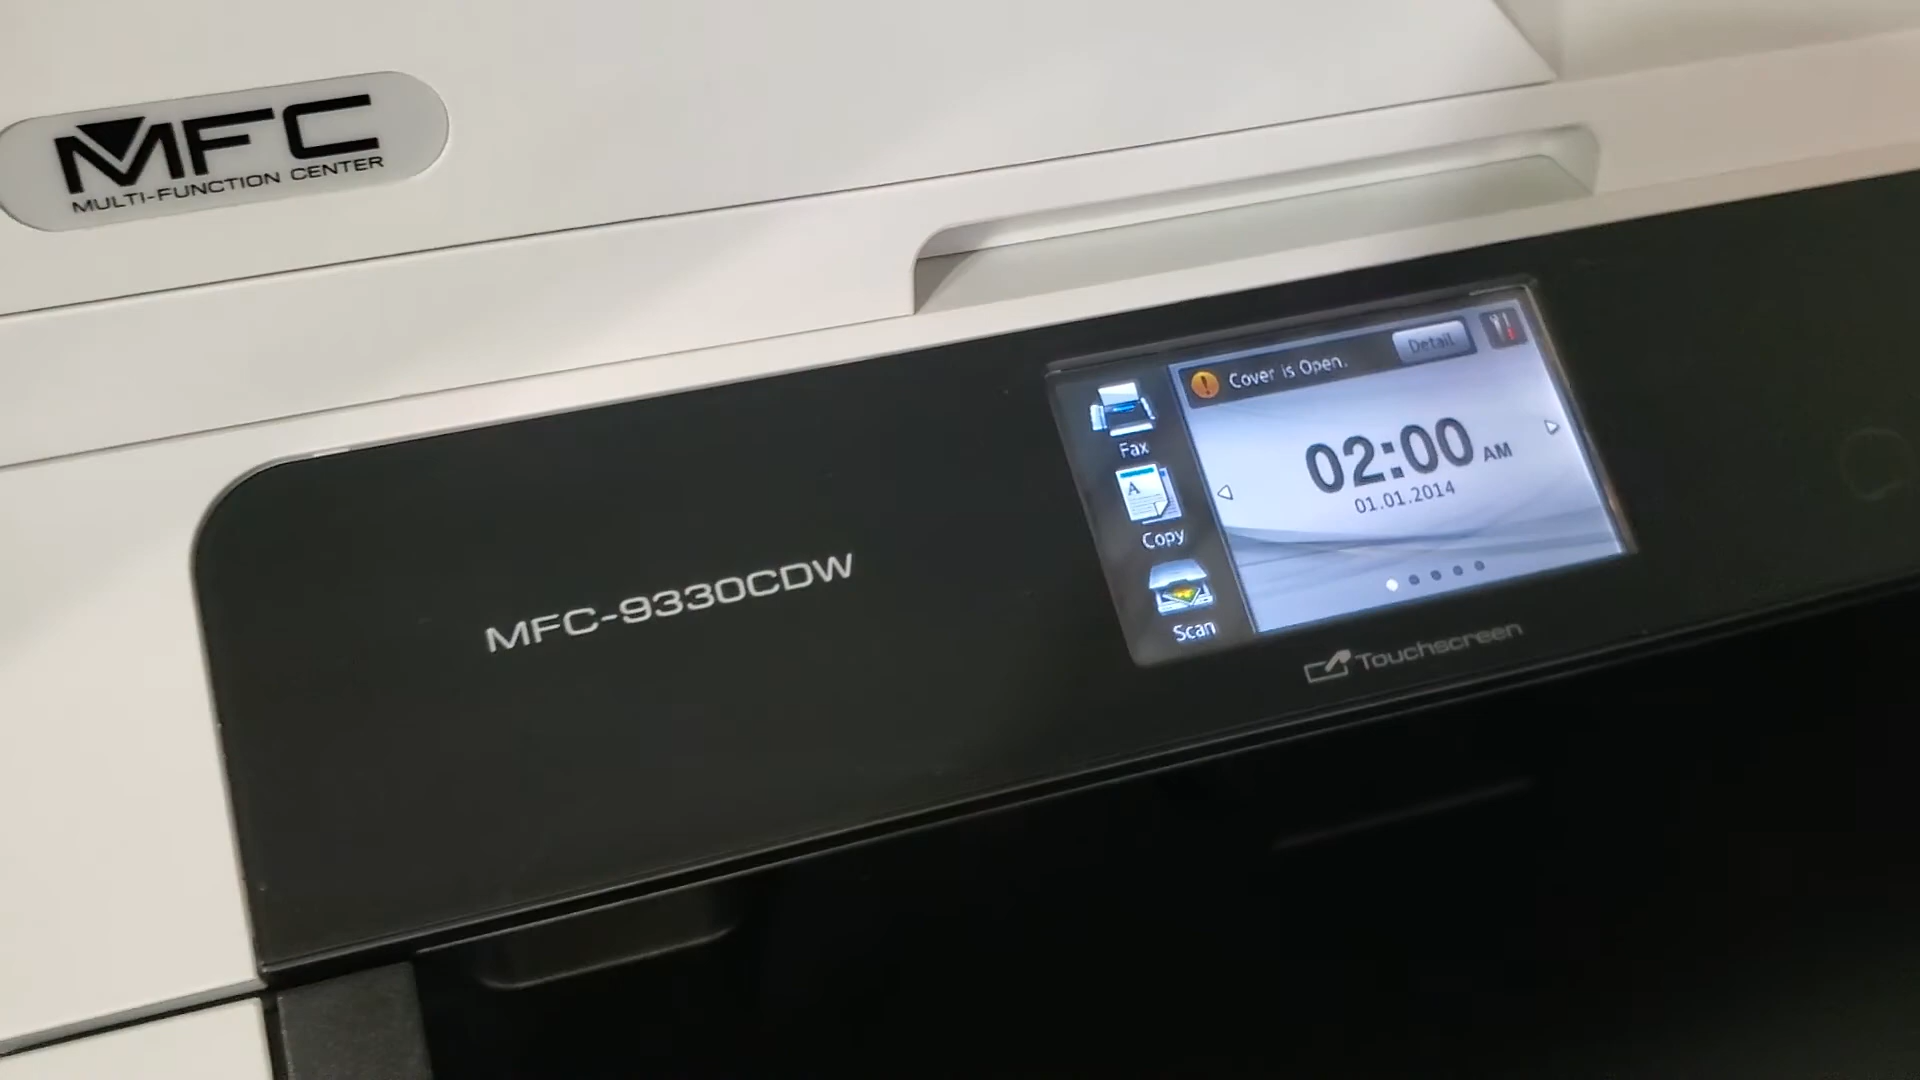 MFC
MULTI-FUNCTION CENTER
MFC-9330CDW
Cover is Open.
Detail
Fax
Copy
Scan
02:00 AM
01.01.2014
A
Touchscreen